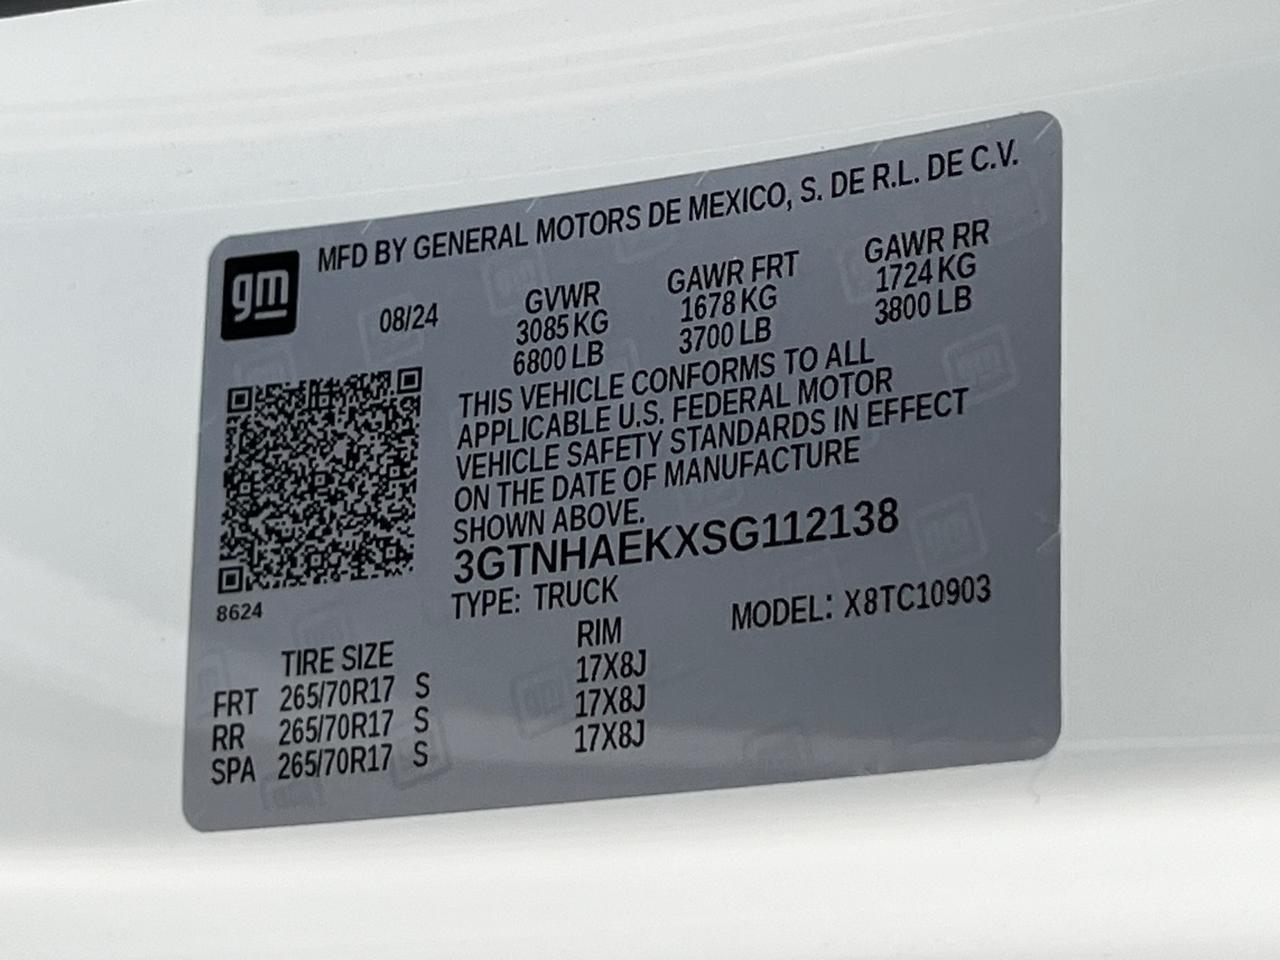 MFD BY GENERAL MOTORS DE MEXICO, S. DE R.L. DE C.V.
gm
08/24
GVWR
3085 KG
6800 LB
GAWR FRT
1678 KG
3700 LB
GAWR RR
1724 KG
3800 LB
THIS VEHICLE CONFORMS TO ALL
APPLICABLE U.S. FEDERAL MOTOR
VEHICLE SAFETY STANDARDS IN EFFECT
ON THE DATE OF MANUFACTURE
SHOWN ABOVE.
3GTNHAEKXSG112138
8624
TYPE: TRUCK
MODEL: X8TC10903
TIRE SIZE RIM
FRT 265/70R17 S 17X8J
RR 265/70R17 S 17X8J
SPA 265/70R17 S 17X8J